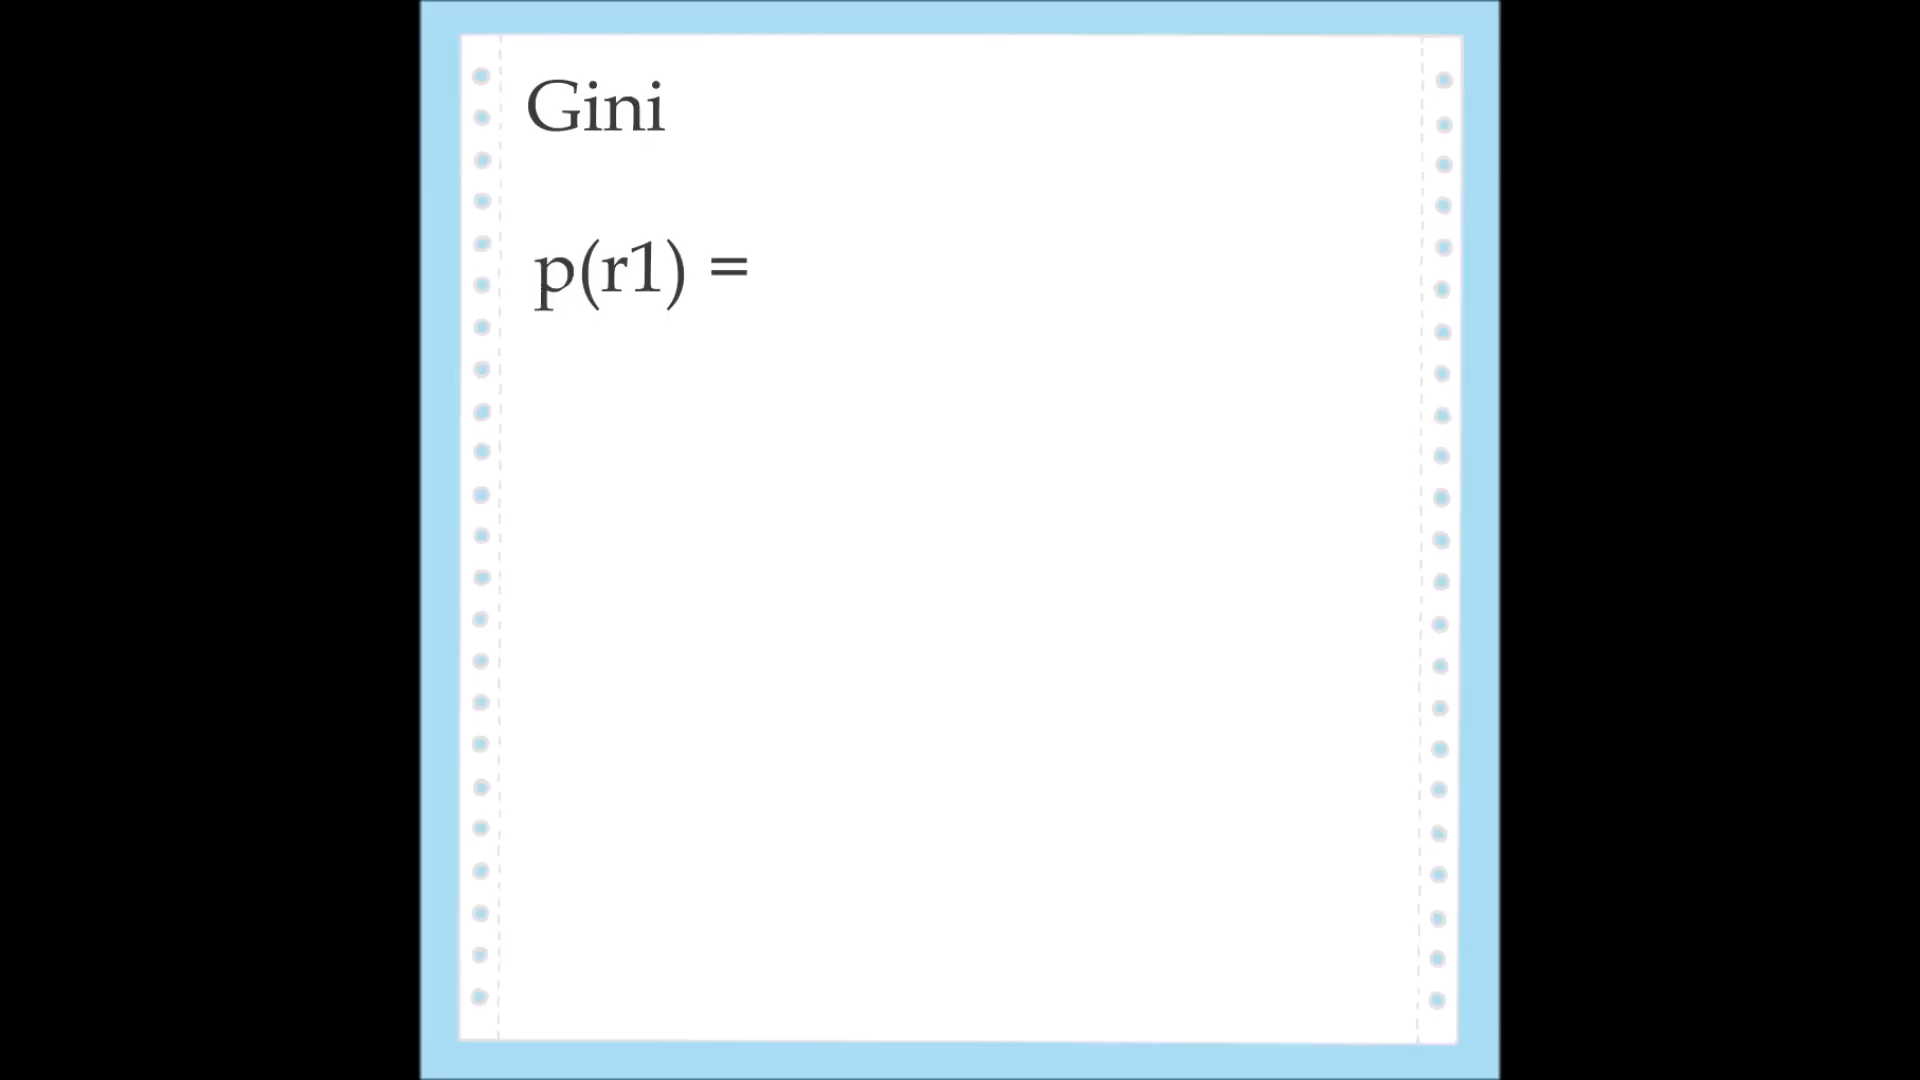 Gini
p(r1) =